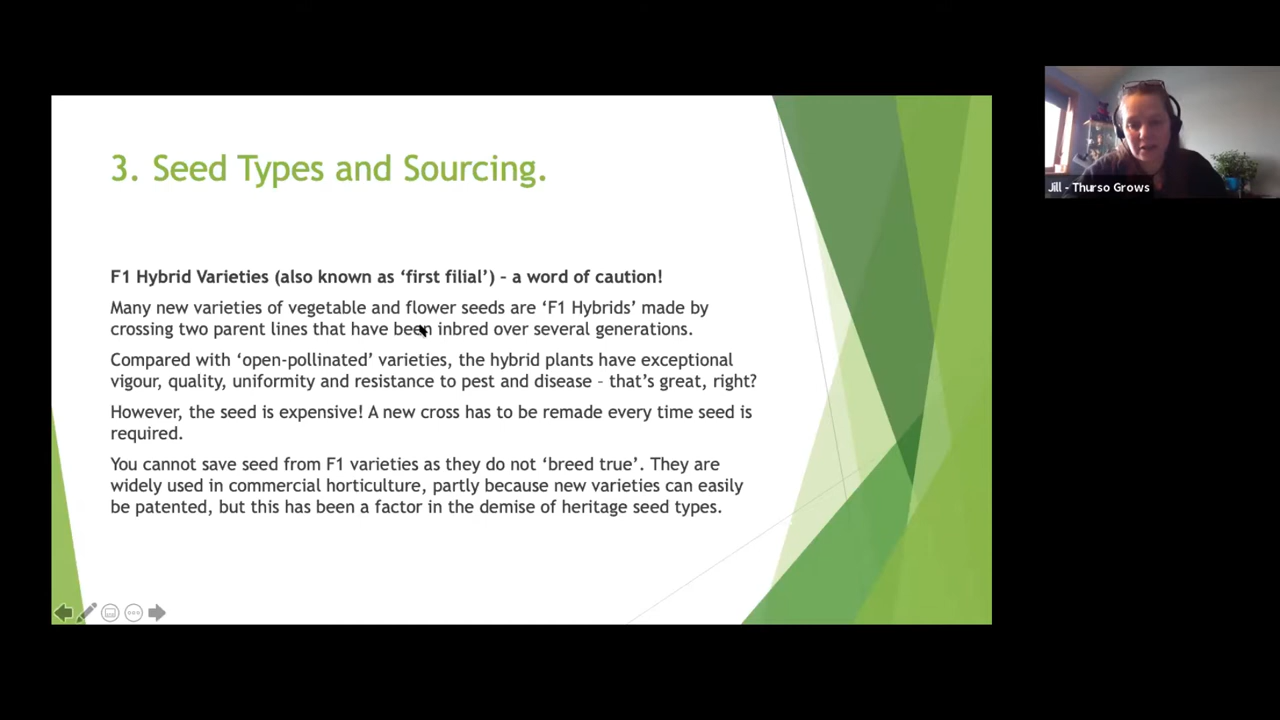 3. Seed Types and Sourcing.
F1 Hybrid Varieties (also known as ‘first filial’) – a word of caution!
Many new varieties of vegetable and flower seeds are ‘F1 Hybrids’ made by
crossing two parent lines that have been inbred over several generations.
Compared with ‘open-pollinated’ varieties, the hybrid plants have exceptional
vigour, quality, uniformity and resistance to pest and disease – that’s great, right?
However, the seed is expensive! A new cross has to be remade every time seed is
required.
You cannot save seed from F1 varieties as they do not ‘breed true’. They are
widely used in commercial horticulture, partly because new varieties can easily
be patented, but this has been a factor in the demise of heritage seed types.
Jill - Thurso Grows